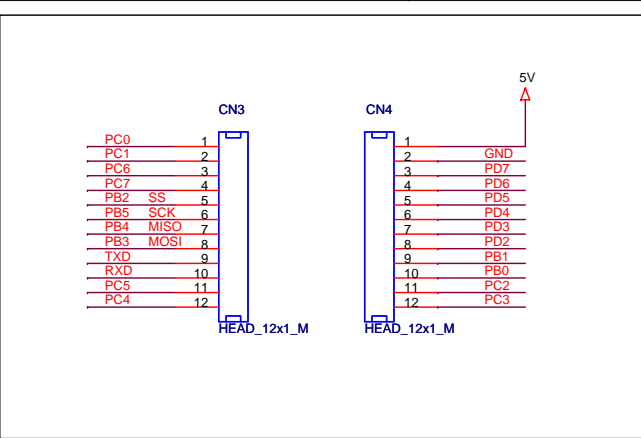 5V
CN3
CN4
PC0 1
PC1 2
PC6 3
PC7 4
PB2 SS 5
PB5 SCK 6
PB4 MISO 7
PB3 MOSI 8
TXD 9
RXD 10
PC5 11
PC4 12
HEAD_12x1_M
1
2 GND
3 PD7
4 PD6
5 PD5
6 PD4
7 PD3
8 PD2
9 PB1
10 PB0
11 PC2
12 PC3
HEAD_12x1_M